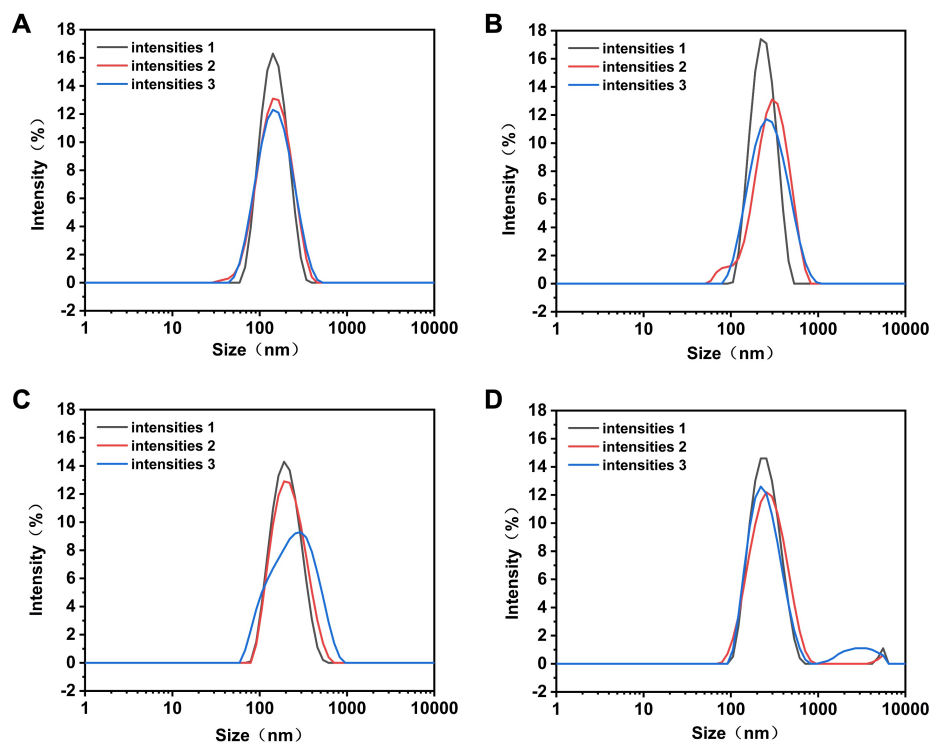 A
18
16
14
12
10
8
6
4
2
0
-2
Intensity（%）
intensities 1
intensities 2
intensities 3
1 10 100 1000 10000
Size（nm）
B
18
16
14
12
10
8
6
4
2
0
-2
Intensity（%）
intensities 1
intensities 2
intensities 3
1 10 100 1000 10000
Size（nm）
C
18
16
14
12
10
8
6
4
2
0
-2
Intensity（%）
intensities 1
intensities 2
intensities 3
1 10 100 1000 10000
Size（nm）
D
18
16
14
12
10
8
6
4
2
0
-2
Intensity（%）
intensities 1
intensities 2
intensities 3
1 10 100 1000 10000
Size（nm）